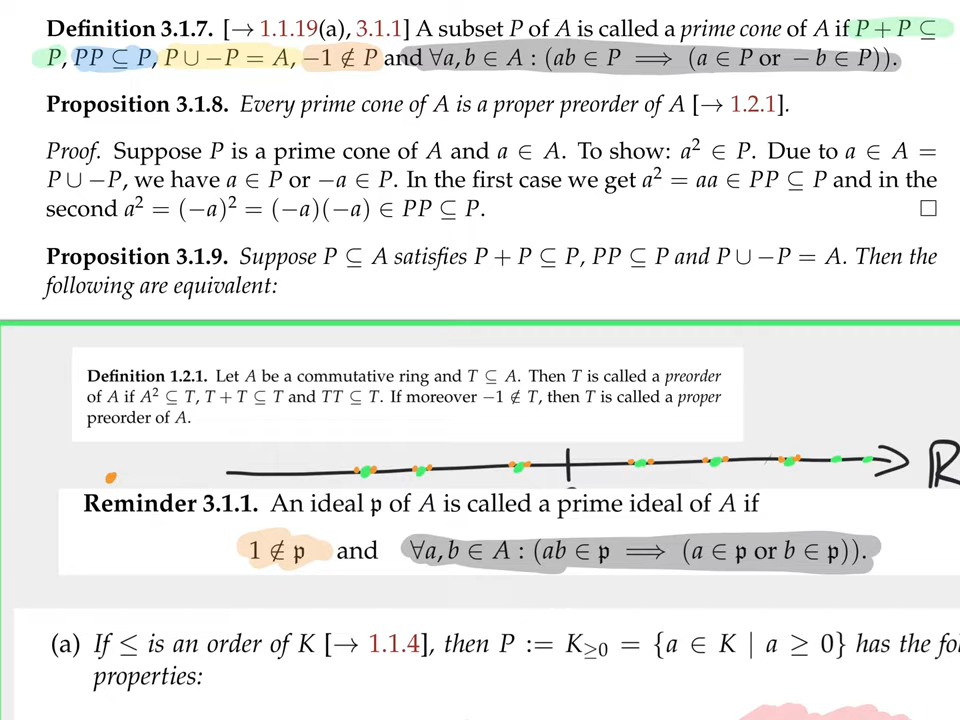 Definition 3.1.7. [→ 1.1.19(a), 3.1.1] A subset P of A is called a prime cone of A if P + P ⊆
P, PP ⊆ P, P ∪ −P = A, −1 ∉ P and ∀a, b ∈ A : (ab ∈ P ⟹ (a ∈ P or − b ∈ P)).
Proposition 3.1.8. Every prime cone of A is a proper preorder of A [→ 1.2.1].
Proof. Suppose P is a prime cone of A and a ∈ A. To show: a² ∈ P. Due to a ∈ A =
P ∪ −P, we have a ∈ P or −a ∈ P. In the first case we get a² = aa ∈ PP ⊆ P and in the
second a² = (−a)² = (−a)(−a) ∈ PP ⊆ P. □
Proposition 3.1.9. Suppose P ⊆ A satisfies P + P ⊆ P, PP ⊆ P and P ∪ −P = A. Then the
following are equivalent:
Definition 1.2.1. Let A be a commutative ring and T ⊆ A. Then T is called a preorder
of A if A² ⊆ T, T + T ⊆ T and TT ⊆ T. If moreover −1 ∉ T, then T is called a proper
preorder of A.
ℝ
Reminder 3.1.1. An ideal 𝔭 of A is called a prime ideal of A if
1 ∉ 𝔭 and ∀a, b ∈ A : (ab ∈ 𝔭 ⟹ (a ∈ 𝔭 or b ∈ 𝔭)).
(a) If ≤ is an order of K [→ 1.1.4], then P := K≥0 = {a ∈ K | a ≥ 0} has the fol
properties: